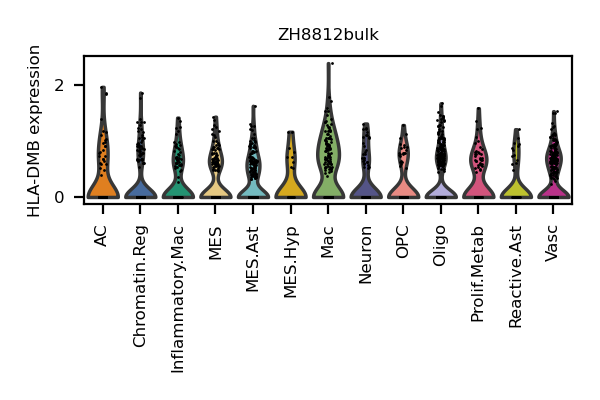 ZH8812bulk
HLA-DMB expression
2
0
AC
Chromatin.Reg
Inflammatory.Mac
MES
MES.Ast
MES.Hyp
Mac
Neuron
OPC
Oligo
Prolif.Metab
Reactive.Ast
Vasc